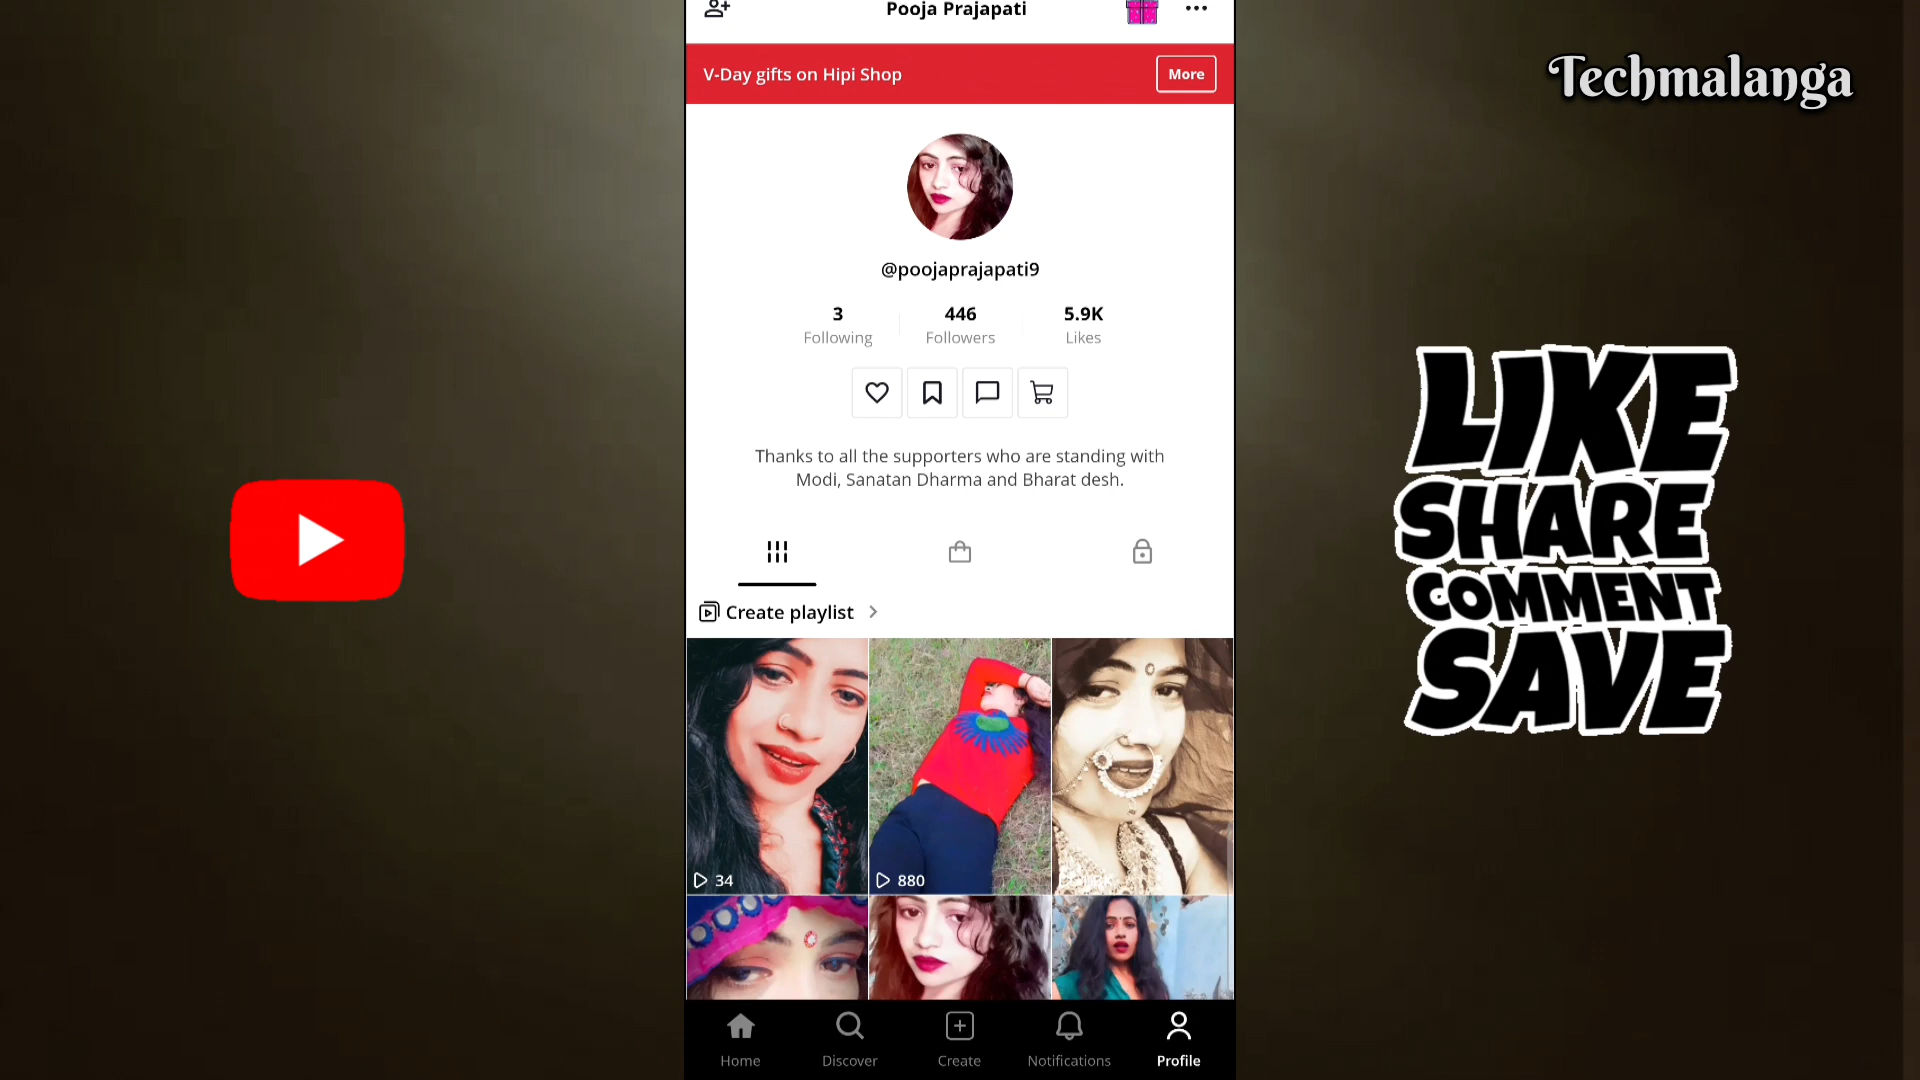 Pooja Prajapati
V-Day gifts on Hipi Shop
More
Techmalanga
@poojaprajapati9
3
446
5.9K
Following
Followers
Likes
Thanks to all the supporters who are standing with
Modi, Sanatan Dharma and Bharat desh.
Create playlist
LIKE
SHARE
COMMENT
SAVE
34
880
Home
Discover
Create
Notifications
Profile